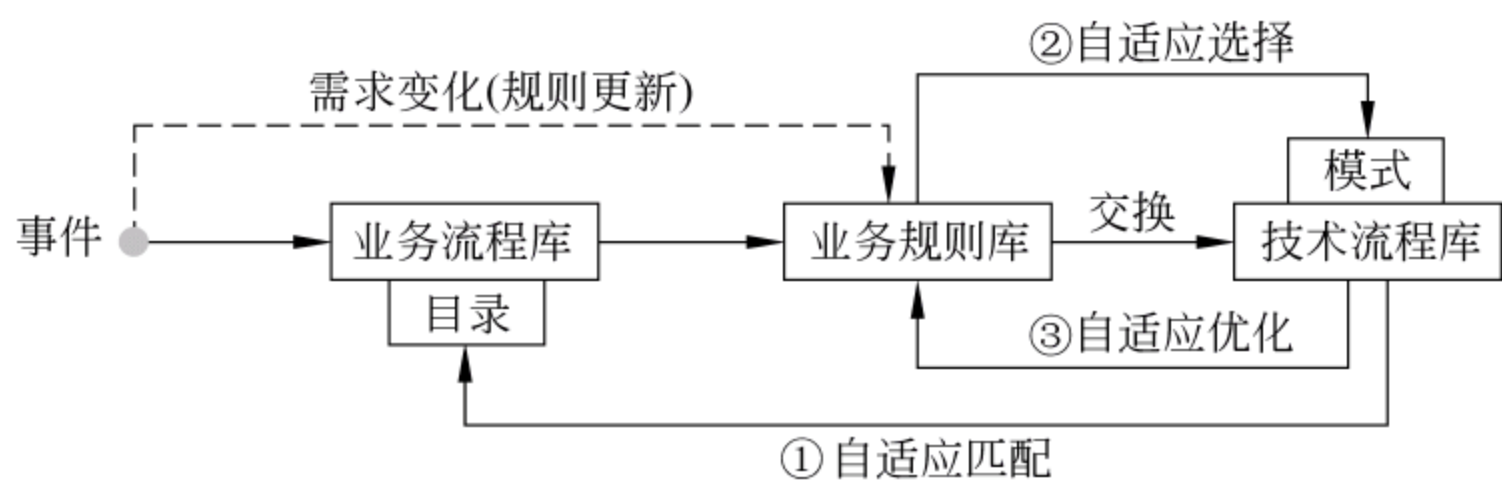 ②自适应选择
需求变化(规则更新)
模式
事件
业务流程库
业务规则库
交换
技术流程库
目录
③自适应优化
①自适应匹配